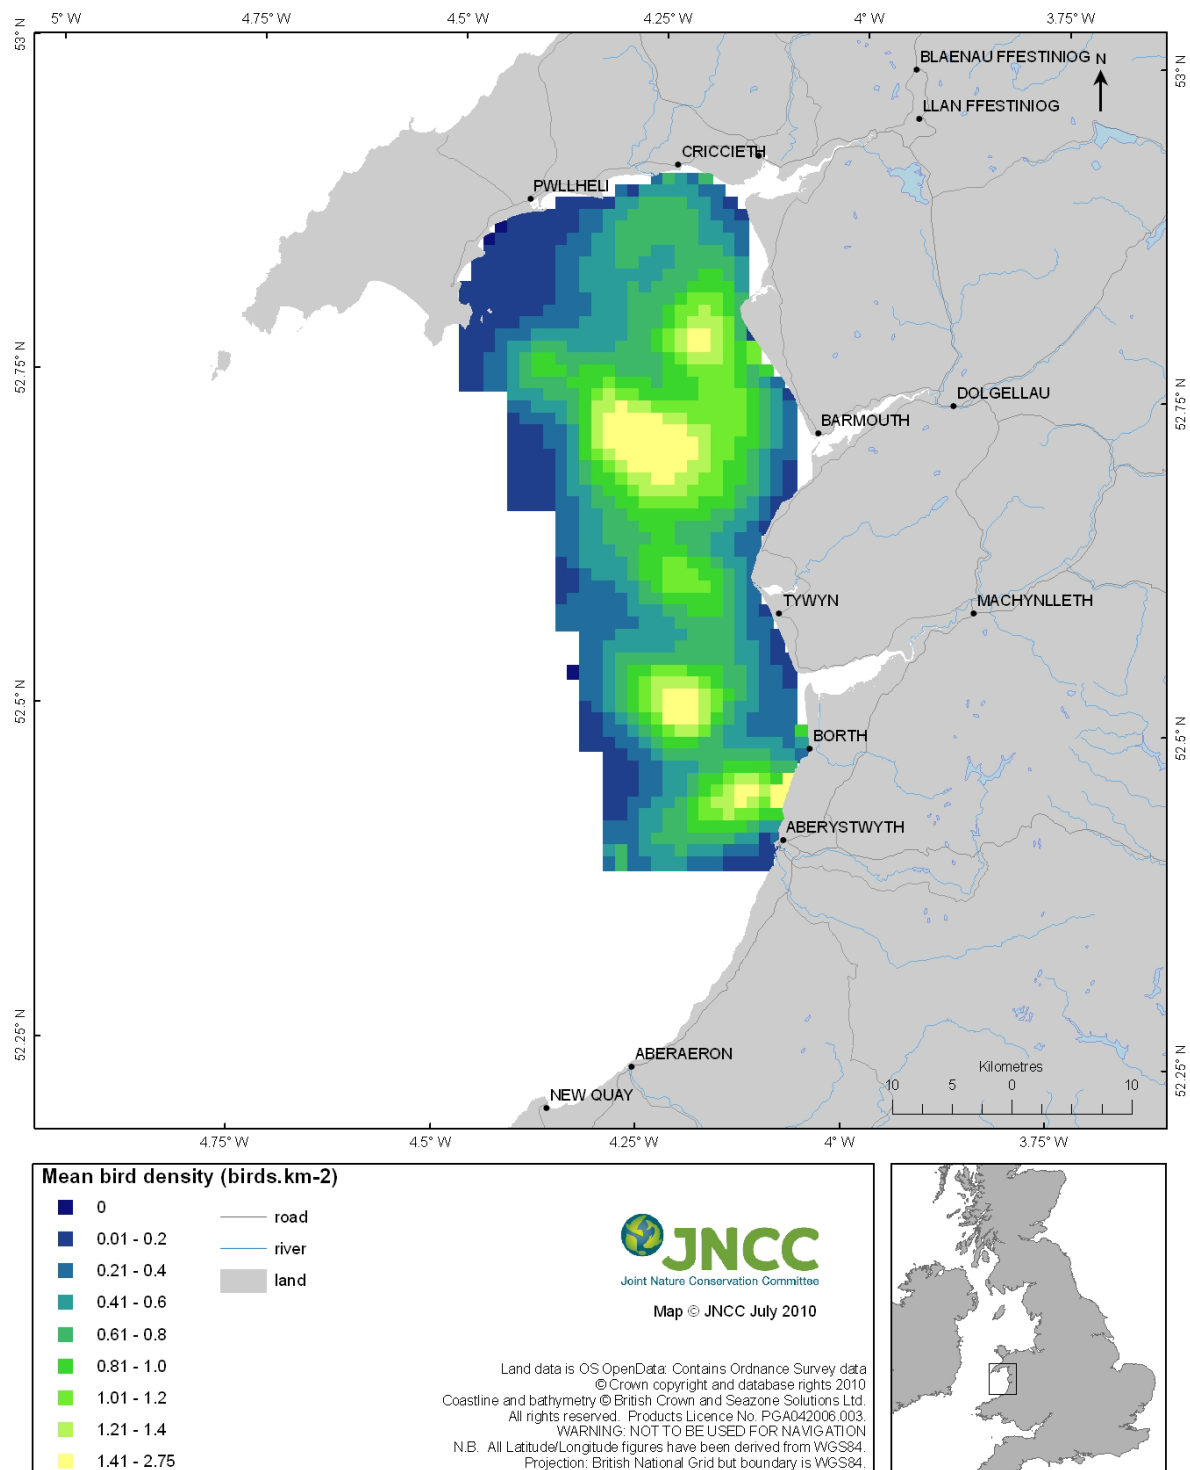 5° W
4.75° W
4.5° W
4.25° W
4° W
3.75° W
53° N
53° N
BLAENAU FFESTINIOG
N
LLAN FFESTINIOG
CRICCIETH
PWLLHELI
52.75° N
52.75° N
DOLGELLAU
BARMOUTH
TYWYN
MACHYNLLETH
52.5° N
52.5° N
BORTH
ABERYSTWYTH
52.25° N
52.25° N
ABERAERON
NEW QUAY
Kilometres
10 5 0 10
4.75° W
4.5° W
4.25° W
4° W
3.75° W
Mean bird density (birds.km-2)
0
0.01 - 0.2
0.21 - 0.4
0.41 - 0.6
0.61 - 0.8
0.81 - 1.0
1.01 - 1.2
1.21 - 1.4
1.41 - 2.75
road
river
land
JNCC
Joint Nature Conservation Committee
Map © JNCC July 2010
Land data is OS OpenData: Contains Ordnance Survey data
© Crown copyright and database rights 2010
Coastline and bathymetry © British Crown and Seazone Solutions Ltd.
All rights reserved. Products Licence No. PGA042006.003.
WARNING: NOT TO BE USED FOR NAVIGATION
N.B. All Latitude/Longitude figures have been derived from WGS84.
Projection: British National Grid but boundary is WGS84.